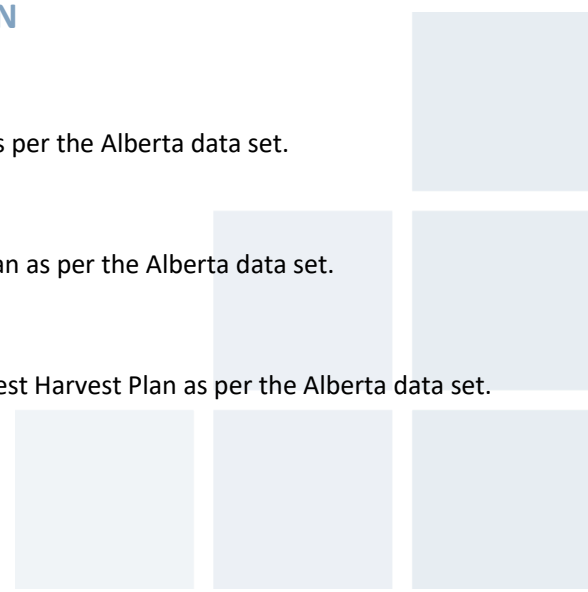 N
s per the Alberta data set.
an as per the Alberta data set.
est Harvest Plan as per the Alberta data set.